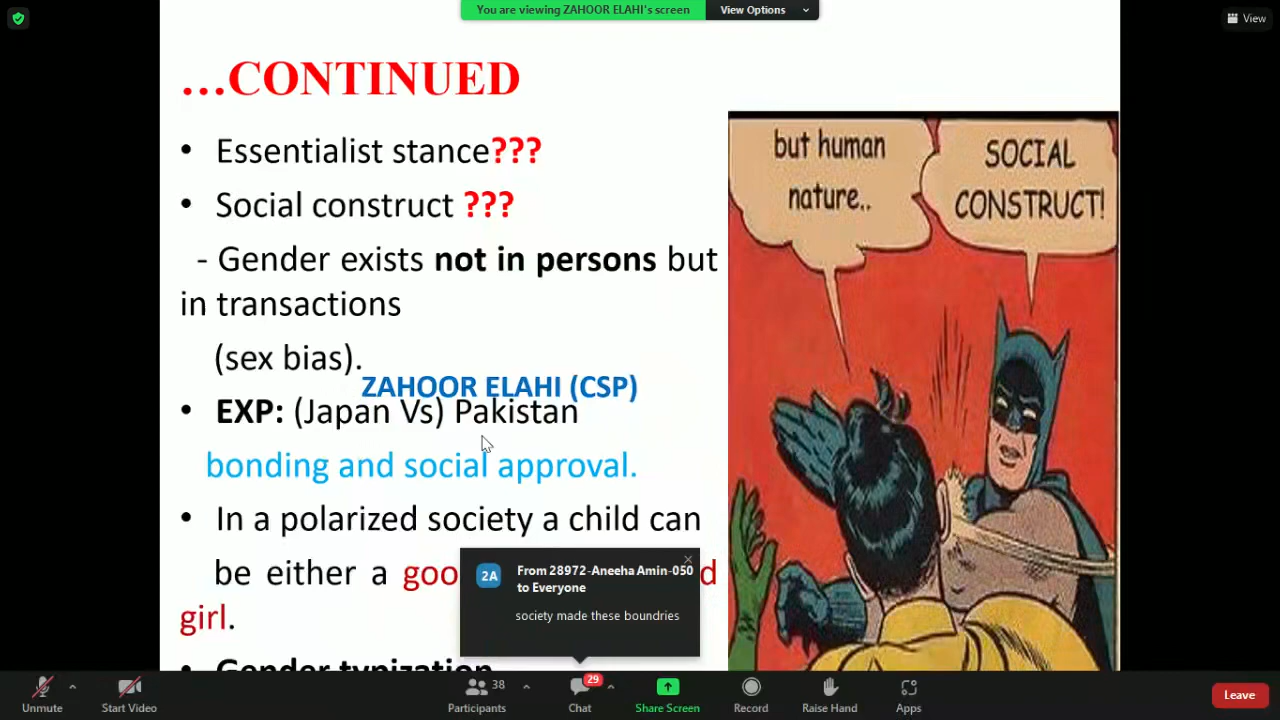 You are viewing ZAHOOR ELAHI's screen
View Options
View
...CONTINUED
• Essentialist stance???
• Social construct ???
- Gender exists not in persons but
in transactions
(sex bias).
ZAHOOR ELAHI (CSP)
• EXP: (Japan Vs) Pakistan
bonding and social approval.
• In a polarized society a child can
be either a
girl.
• Gender typization
but human
nature..
SOCIAL
CONSTRUCT!
2A
From 28972-Aneeha Amin-050
to Everyone
society made these boundries
Unmute
Start Video
38
Participants
29
Chat
Share Screen
Record
Raise Hand
Apps
Leave